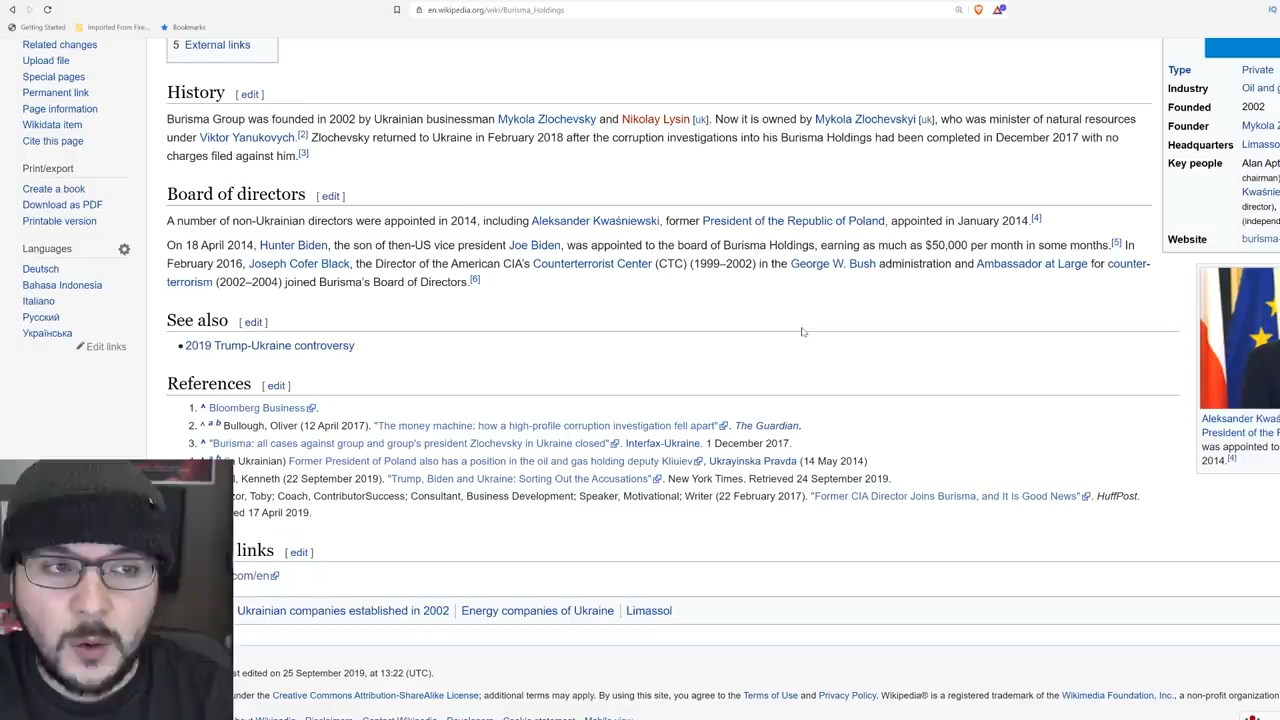 en.wikipedia.org/wiki/Burisma_Holdings
Getting Started
Imported From Fire...
Bookmarks
Related changes
Upload file
Special pages
Permanent link
Page information
Wikidata item
Cite this page
Print/export
Create a book
Download as PDF
Printable version
Languages
Deutsch
Bahasa Indonesia
Italiano
Русский
Українська
Edit links
5 External links
History [ edit ]
Burisma Group was founded in 2002 by Ukrainian businessman Mykola Zlochevsky and Nikolay Lysin [uk]. Now it is owned by Mykola Zlochevskyi [uk], who was minister of natural resources
under Viktor Yanukovych.[2] Zlochevsky returned to Ukraine in February 2018 after the corruption investigations into his Burisma Holdings had been completed in December 2017 with no
charges filed against him.[3]
Board of directors [ edit ]
A number of non-Ukrainian directors were appointed in 2014, including Aleksander Kwaśniewski, former President of the Republic of Poland, appointed in January 2014.[4]
On 18 April 2014, Hunter Biden, the son of then-US vice president Joe Biden, was appointed to the board of Burisma Holdings, earning as much as $50,000 per month in some months.[5] In
February 2016, Joseph Cofer Black, the Director of the American CIA's Counterterrorist Center (CTC) (1999–2002) in the George W. Bush administration and Ambassador at Large for counter-
terrorism (2002–2004) joined Burisma's Board of Directors.[6]
See also [ edit ]
• 2019 Trump-Ukraine controversy
References [ edit ]
1. ^ Bloomberg Business.
2. ^ a b Bullough, Oliver (12 April 2017). "The money machine: how a high-profile corruption investigation fell apart". The Guardian.
3. ^ "Burisma: all cases against group and group's president Zlochevsky in Ukraine closed". Interfax-Ukraine. 1 December 2017.
(in Ukrainian) Former President of Poland also has a position in the oil and gas holding deputy Kliuiev, Ukrayinska Pravda (14 May 2014)
Kenneth (22 September 2019). "Trump, Biden and Ukraine: Sorting Out the Accusations". New York Times. Retrieved 24 September 2019.
Toby; Coach, ContributorSuccess; Consultant, Business Development; Speaker, Motivational; Writer (22 February 2017). "Former CIA Director Joins Burisma, and It Is Good News". HuffPost.
17 April 2019.
links [ edit ]
com/en
Ukrainian companies established in 2002 | Energy companies of Ukraine | Limassol
edited on 25 September 2019, at 13:22 (UTC).
under the Creative Commons Attribution-ShareAlike License; additional terms may apply. By using this site, you agree to the Terms of Use and Privacy Policy. Wikipedia® is a registered trademark of the Wikimedia Foundation, Inc., a non-profit
Type Private
Industry Oil and
Founded 2002
Founder Mykola
Headquarters
Key people Alan
chairman)
director),
Website burisma-
Aleksander
President of the
was appointed to
2014.[4]